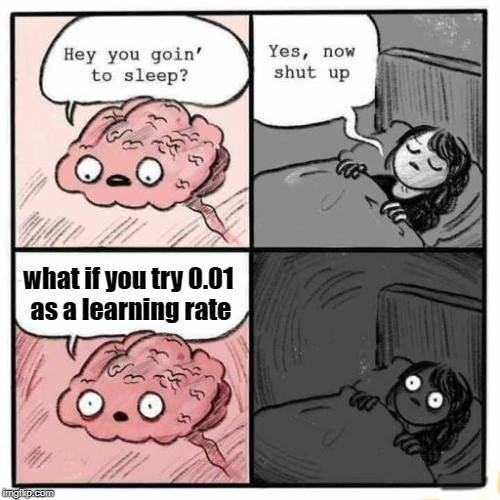 Hey you goin'
to sleep?
Yes, now
shut up
what if you try 0.01
as a learning rate
imgflip.com